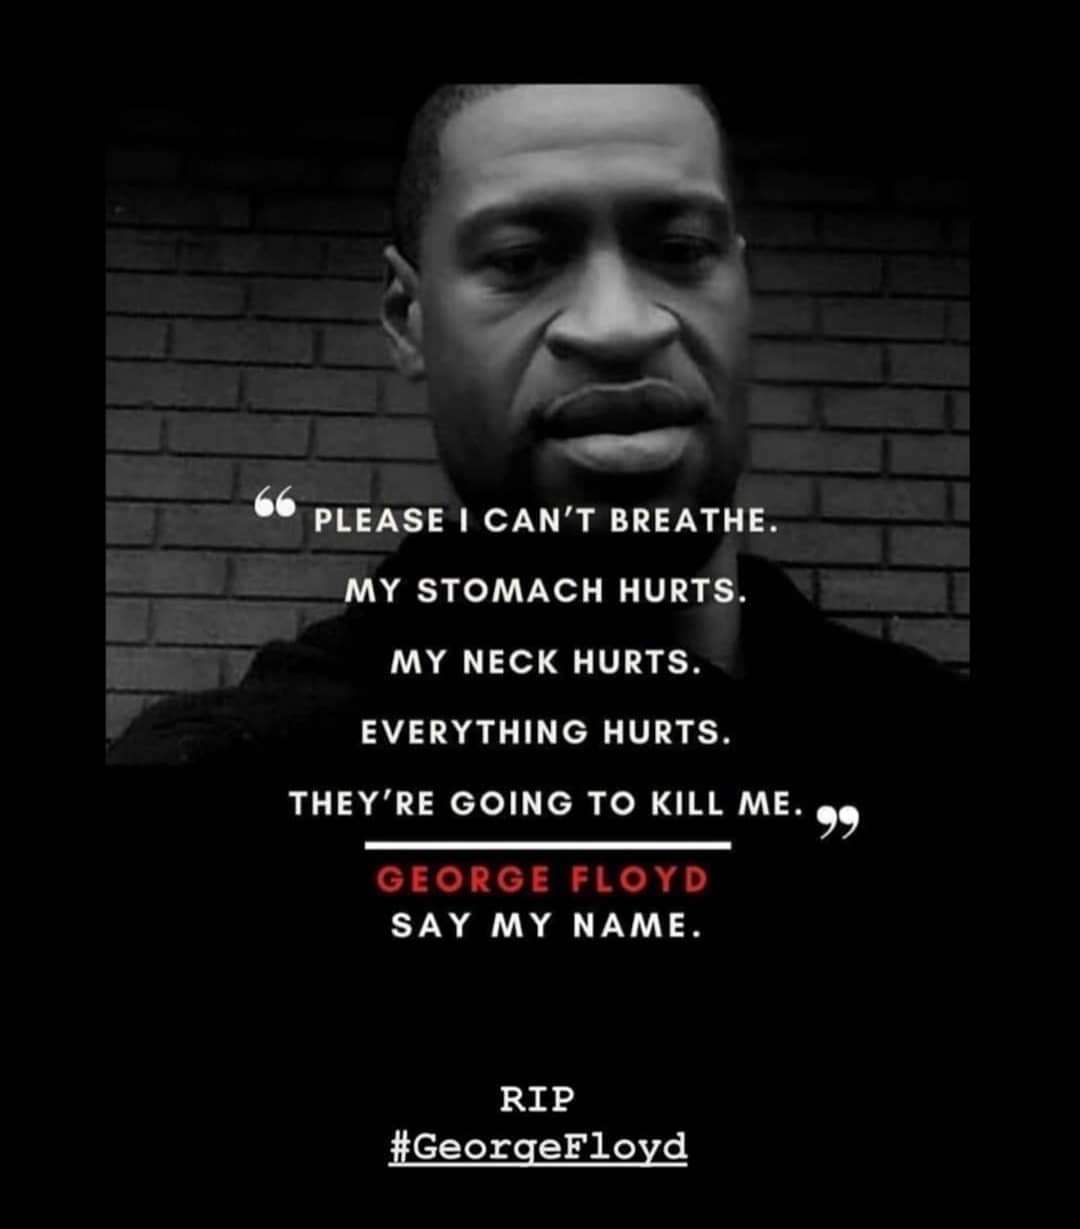 “ PLEASE I CAN’T BREATHE.
MY STOMACH HURTS.
MY NECK HURTS.
EVERYTHING HURTS.
THEY’RE GOING TO KILL ME. ”
GEORGE FLOYD
SAY MY NAME.
RIP
#GeorgeFloyd